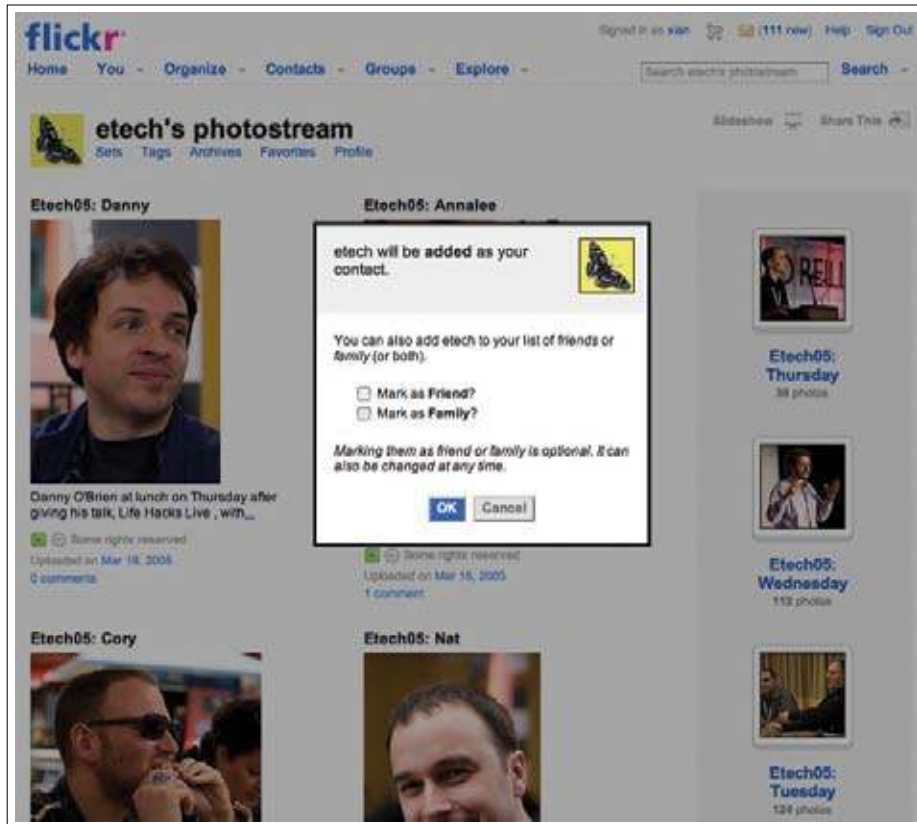 flickr
Signed in as xian (111 new) Help Sign Out
Home You Organize Contacts Groups Explore
Search etech's photostream Search
etech's photostream
Sets Tags Archives Favorites Profile
Slideshow Share This
Etech05: Danny
Danny O'Brien at lunch on Thursday after
giving his talk, Life Hacks Live , with...
Some rights reserved
Uploaded on Mar 16, 2005
0 comments
Etech05: Annalee
Some rights reserved
Uploaded on Mar 16, 2005
1 comment
etech will be added as your
contact.
You can also add etech to your list of friends or
family (or both).
Mark as Friend?
Mark as Family?
Marking them as friend or family is optional. It can
also be changed at any time.
OK Cancel
Etech05: Cory
Etech05: Nat
O REILL
Etech05:
Thursday
38 photos
Etech05:
Wednesday
112 photos
Etech05:
Tuesday
124 photos